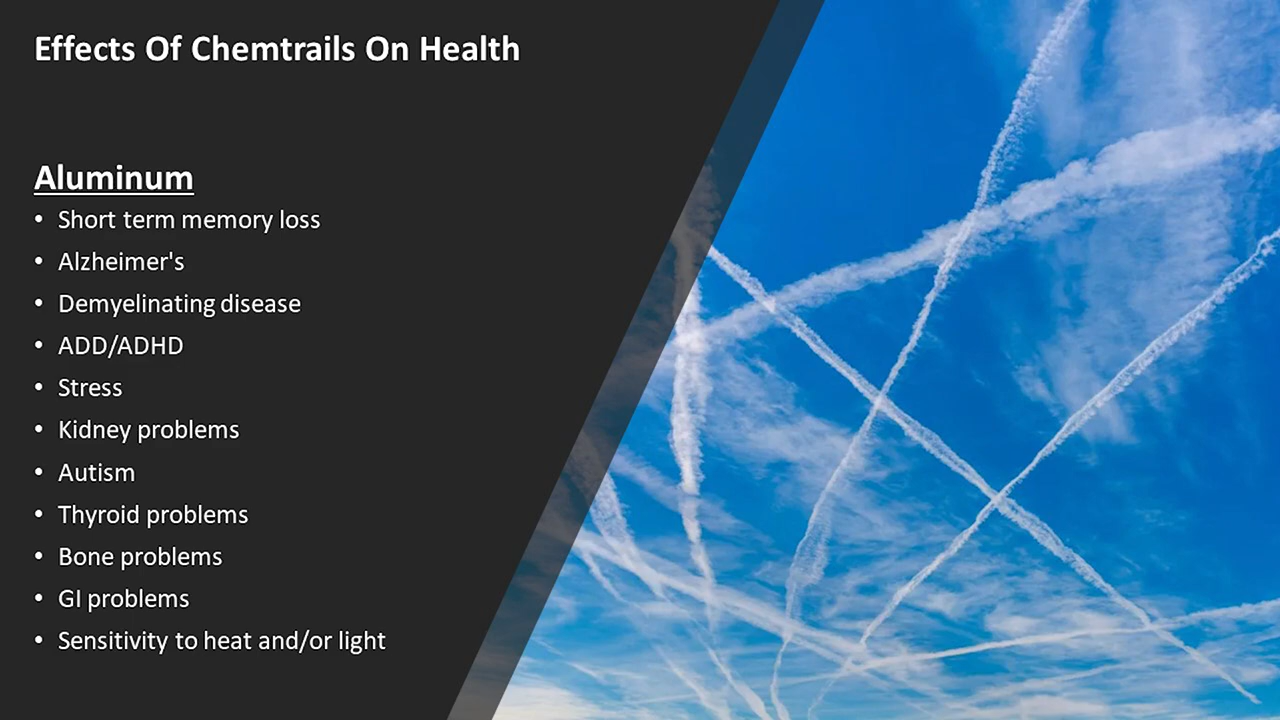 Effects Of Chemtrails On Health
Aluminum
• Short term memory loss
• Alzheimer's
• Demyelinating disease
• ADD/ADHD
• Stress
• Kidney problems
• Autism
• Thyroid problems
• Bone problems
• GI problems
• Sensitivity to heat and/or light